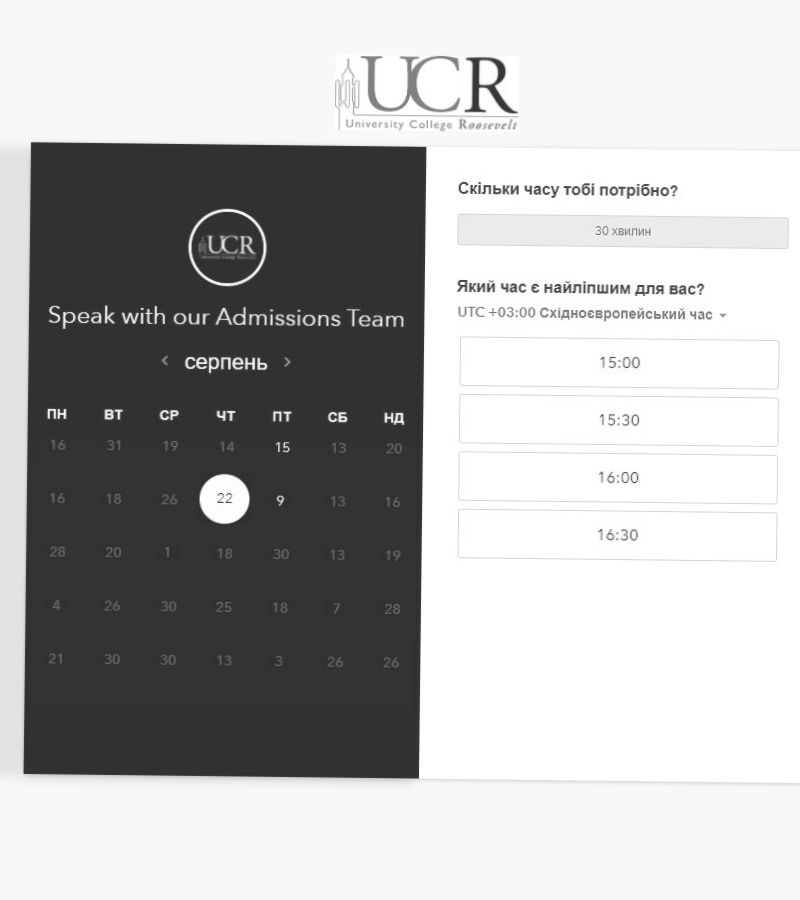 UCR
University College Roosevelt
UCR
Speak with our Admissions Team
серпень
ПН ВТ СР ЧТ ПТ СБ НД
16 31 19 14 15 13 20
16 18 26 22 9 13 16
28 20 1 18 30 13 19
4 26 30 25 18 7 28
21 30 30 13 3 26 26
Скільки часу тобі потрібно?
30 хвилин
Який час є найліпшим для вас?
UTC +03:00 Східноєвропейський час
15:00
15:30
16:00
16:30